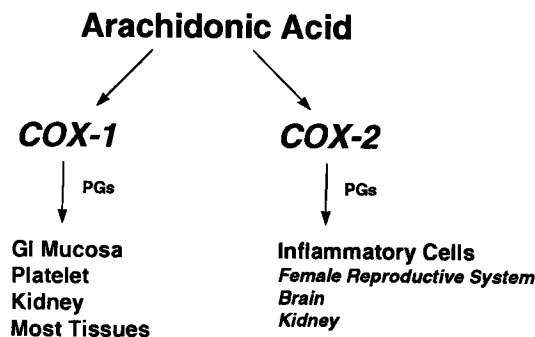 Arachidonic Acid
COX-1
COX-2
PGs
PGs
GI Mucosa
Platelet
Kidney
Most Tissues
Inflammatory Cells
Female Reproductive System
Brain
Kidney